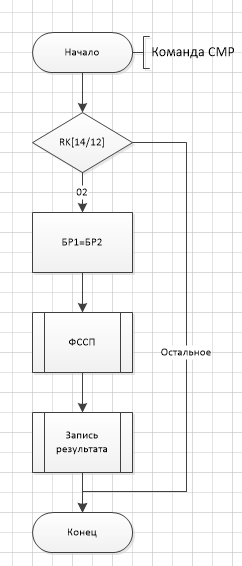 Начало
Команда CMP
RK[14/12]
02
БР1=БР2
ФССП
Остальное
Запись
результата
Конец